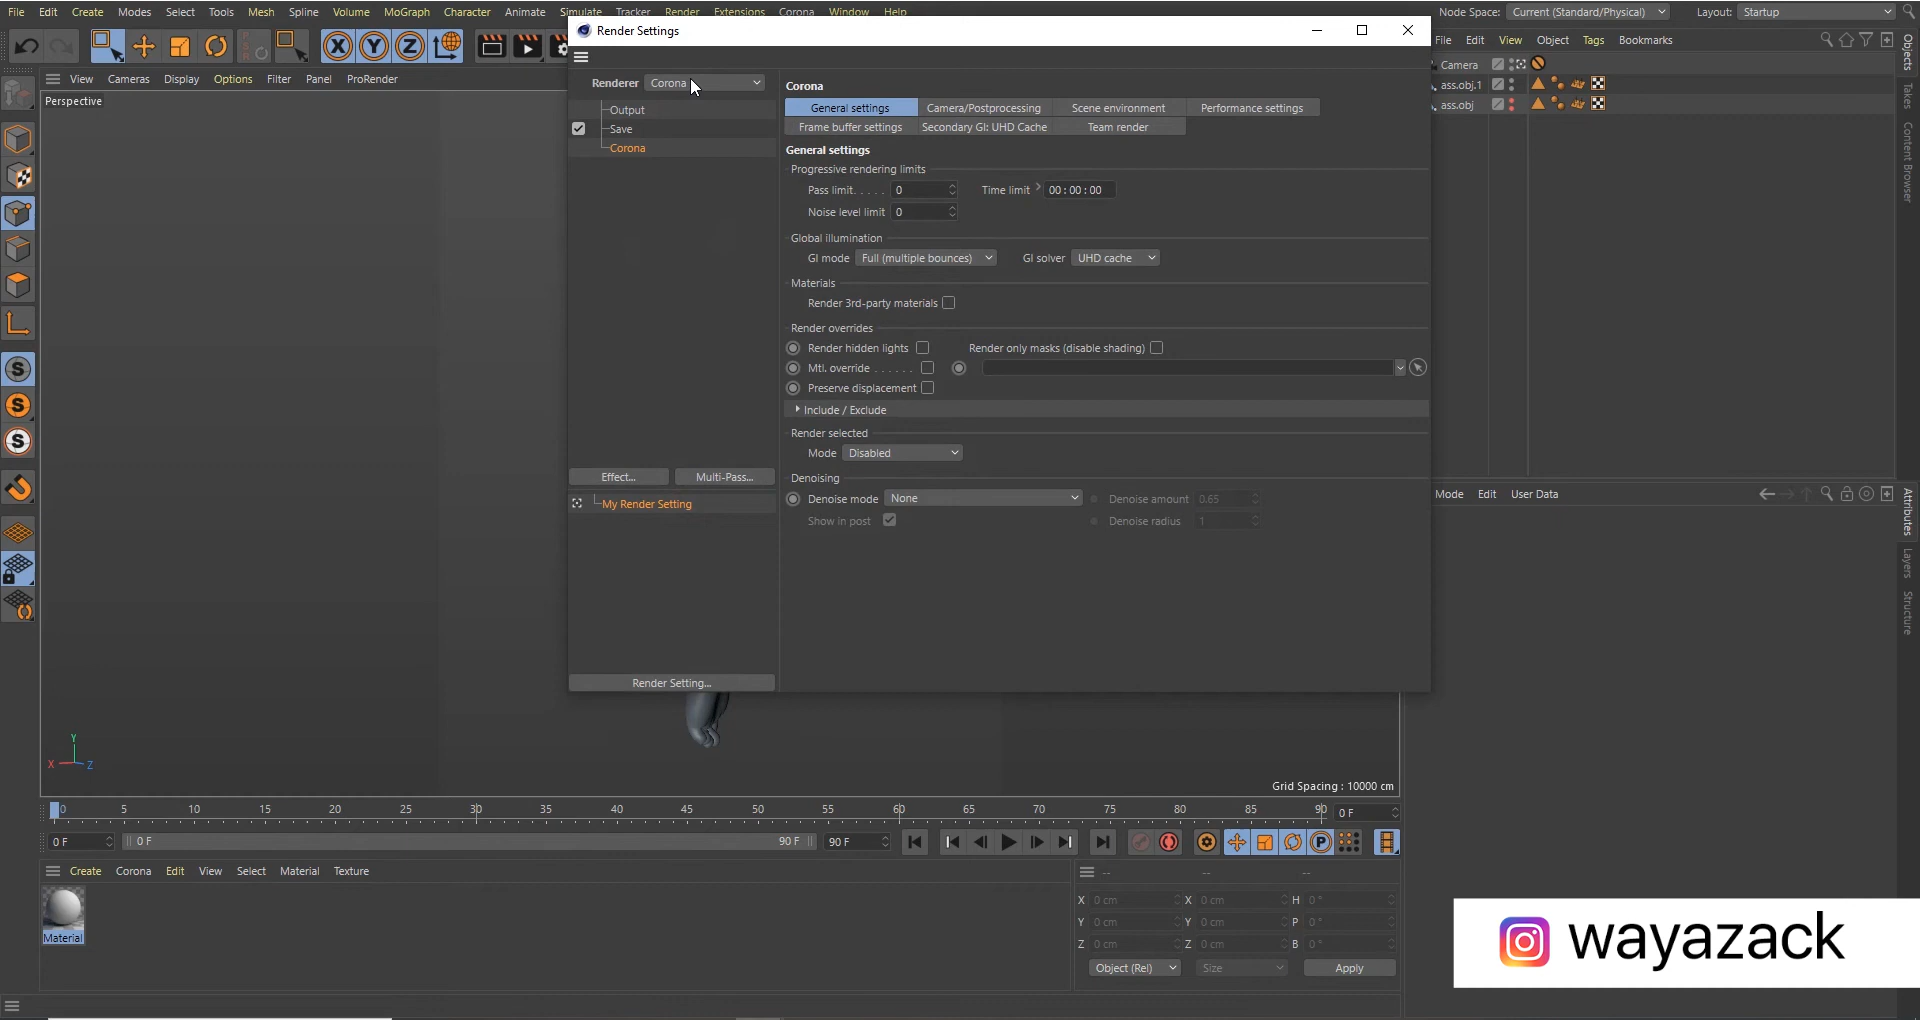 File Edit Create Modes Select Tools Mesh Spline Volume MoGraph Character Animate Simulate Tracker Render Extensions Corona Window Help
Node Space: Current (Standard/Physical) Layout: Startup
Render Settings
File Edit View Object Tags Bookmarks
View Cameras Display Options Filter Panel ProRender
Perspective
Renderer Corona
Output
Save
Corona
Effect... Multi-Pass...
My Render Setting
Render Setting...
Corona
General settings Camera/Postprocessing Scene environment Performance settings
Frame buffer settings Secondary GI: UHD Cache Team render
General settings
Progressive rendering limits
Pass limit..... 0 Time limit 00:00:00
Noise level limit 0
Global illumination
GI mode Full (multiple bounces) GI solver UHD cache
Materials
Render 3rd-party materials
Render overrides
Render hidden lights Render only masks (disable shading)
Mtl. override ......
Preserve displacement
Include / Exclude
Render selected
Mode Disabled
Denoising
Denoise mode None Denoise amount 0.65
Show in post Denoise radius 1
Camera
ass.obj.1
ass.obj
Objects
Takes
Content Browser
Mode Edit User Data
Attributes
Layers
Structure
Y
X Z
Grid Spacing : 10000 cm
0 5 10 15 20 25 30 35 40 45 50 55 60 65 70 75 80 85 90 0 F
0 F 0 F 90 F 90 F
Create Corona Edit View Select Material Texture
Material
-- -- --
X 0 cm X 0 cm H 0 °
Y 0 cm Y 0 cm P 0 °
Z 0 cm Z 0 cm B 0 °
Object (Rel) Size Apply
wayazack